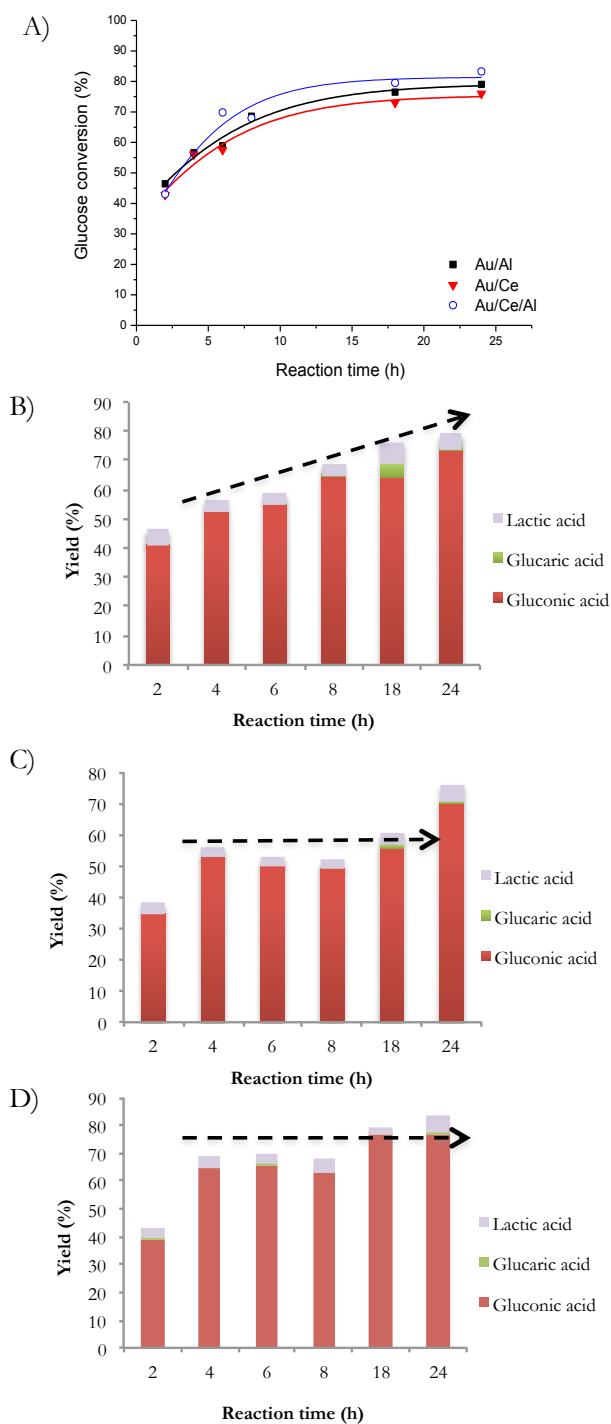 A)
100
90
80
70
60
50
40
30
20
10
0
Glucose conversion (%)
Au/Al
Au/Ce
Au/Ce/Al
0 5 10 15 20 25
Reaction time (h)
B)
90
80
70
60
50
40
30
20
10
0
Yield (%)
Lactic acid
Glucaric acid
Gluconic acid
2 4 6 8 18 24
Reaction time (h)
C)
80
70
60
50
40
30
20
10
0
Yield (%)
Lactic acid
Glucaric acid
Gluconic acid
2 4 6 8 18 24
Reaction time (h)
D)
90
80
70
60
50
40
30
20
10
0
Yield (%)
Lactic acid
Glucaric acid
Gluconic acid
2 4 6 8 18 24
Reaction time (h)